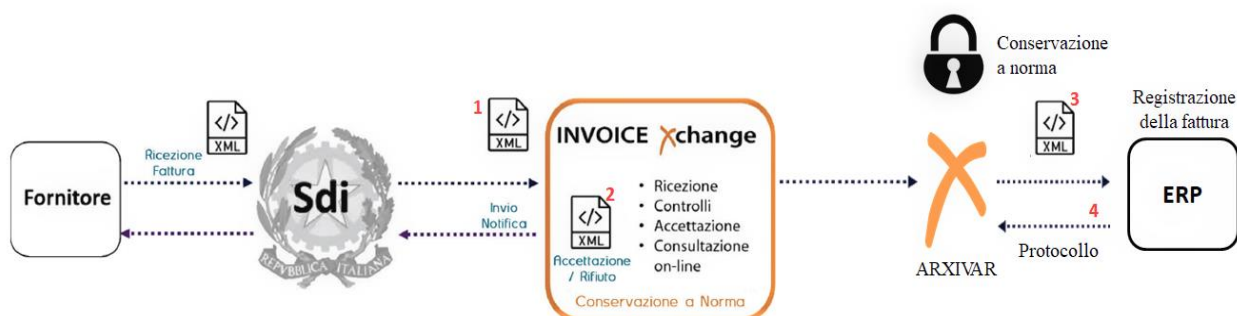 Fornitore
Ricezione
Fattura
</>
XML
Sdi
REPVBBLICA ITALIANA
1
</>
XML
Invio
Notifica
INVOICE Xchange
2
</>
XML
Accettazione
/ Rifiuto
• Ricezione
• Controlli
• Accettazione
• Consultazione
on-line
Conservazione a Norma
Conservazione
a norma
ARXIVAR
3
</>
XML
4
Protocollo
Registrazione
della fattura
ERP